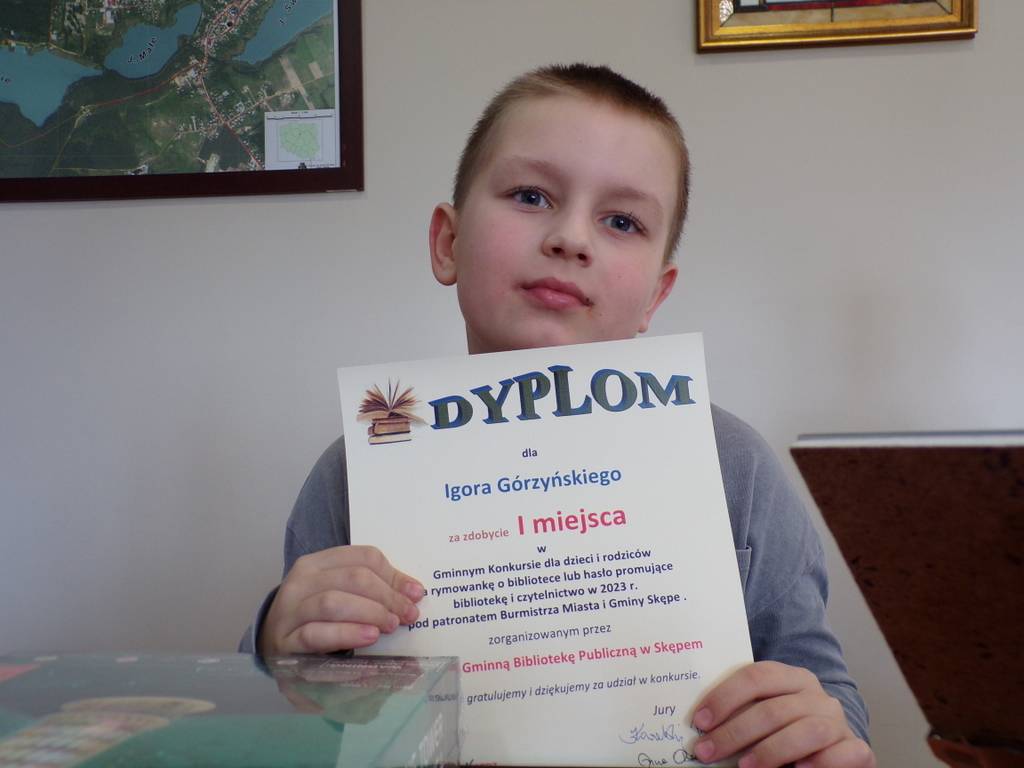 J. Małe
DYPLOM
dla
Igora Górzyńskiego
za zdobycie I miejsca
w
Gminnym Konkursie dla dzieci i rodziców
a rymowankę o bibliotece lub hasło promujące
bibliotekę i czytelnictwo w 2023 r.
pod patronatem Burmistrza Miasta i Gminy Skępe .
zorganizowanym przez
Gminną Bibliotekę Publiczną w Skępem
gratulujemy i dziękujemy za udział w konkursie.
Jury